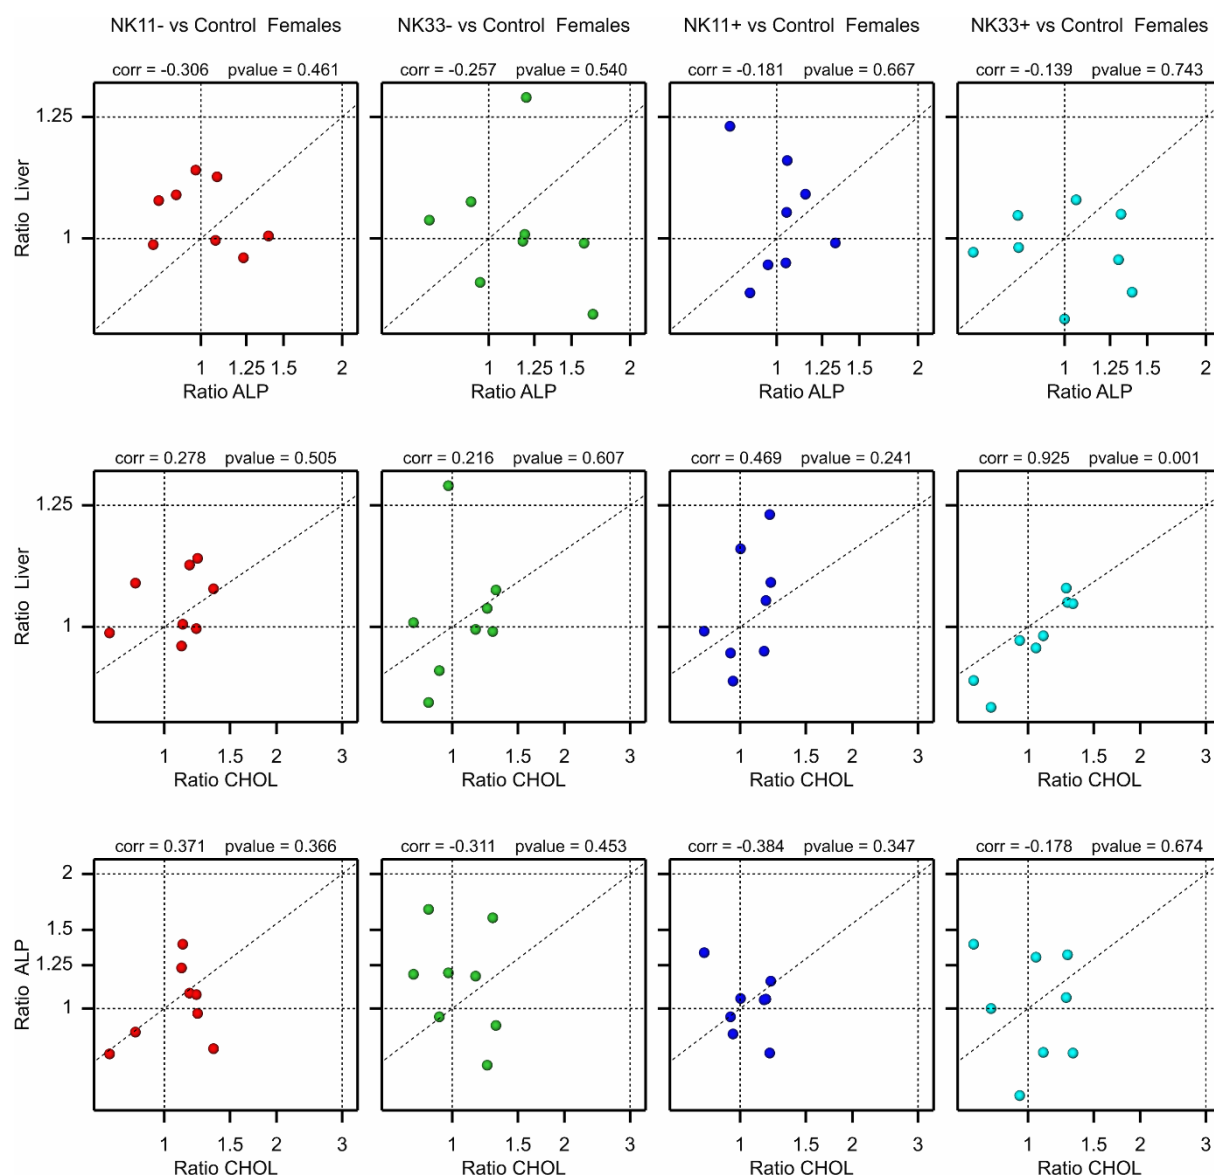 NK11- vs Control Females NK33- vs Control Females NK11+ vs Control Females NK33+ vs Control Females
corr = -0.306 pvalue = 0.461 corr = -0.257 pvalue = 0.540 corr = -0.181 pvalue = 0.667 corr = -0.139 pvalue = 0.743
1.25
Ratio Liver
1
1 1.25 1.5 2 1 1.25 1.5 2 1 1.25 1.5 2 1 1.25 1.5 2
Ratio ALP Ratio ALP Ratio ALP Ratio ALP
corr = 0.278 pvalue = 0.505 corr = 0.216 pvalue = 0.607 corr = 0.469 pvalue = 0.241 corr = 0.925 pvalue = 0.001
1.25
Ratio Liver
1
1 1.5 2 3 1 1.5 2 3 1 1.5 2 3 1 1.5 2 3
Ratio CHOL Ratio CHOL Ratio CHOL Ratio CHOL
corr = 0.371 pvalue = 0.366 corr = -0.311 pvalue = 0.453 corr = -0.384 pvalue = 0.347 corr = -0.178 pvalue = 0.674
2
1.5
1.25
Ratio ALP
1
1 1.5 2 3 1 1.5 2 3 1 1.5 2 3 1 1.5 2 3
Ratio CHOL Ratio CHOL Ratio CHOL Ratio CHOL